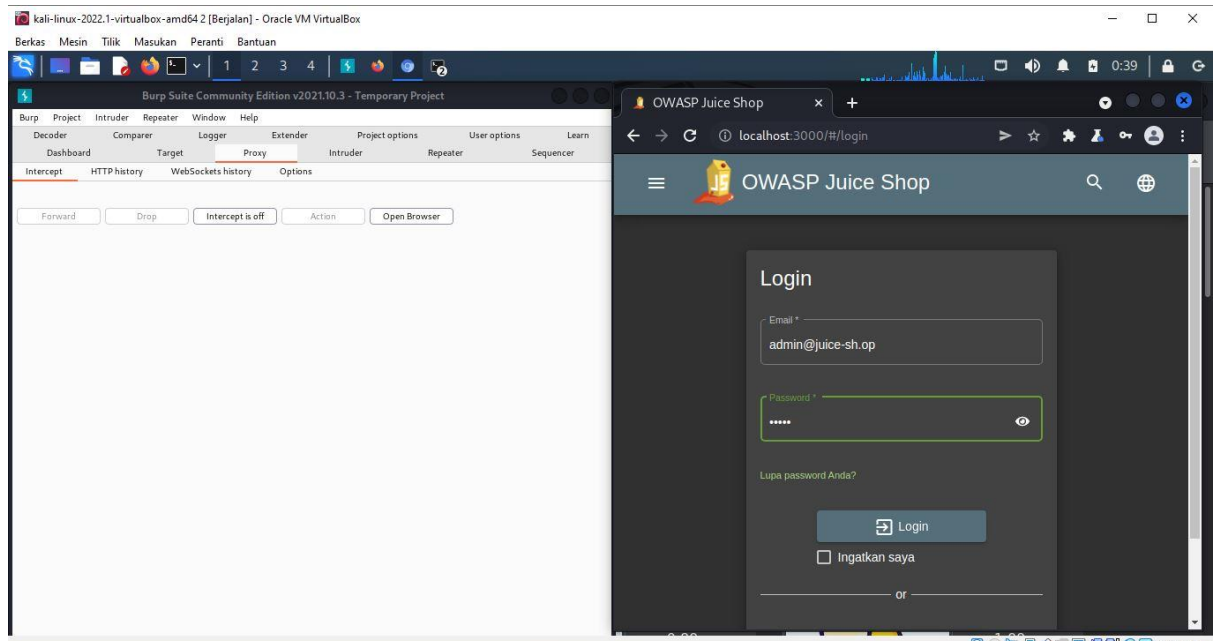 kali-linux-2022.1-virtualbox-amd64 2 [Berjalan] - Oracle VM VirtualBox
Berkas Mesin Tilik Masukan Peranti Bantuan
1 2 3 4 0:39
Burp Suite Community Edition v2021.10.3 - Temporary Project
Burp Project Intruder Repeater Window Help
Decoder Comparer Logger Extender Project options User options Learn
Dashboard Target Proxy Intruder Repeater Sequencer
Intercept HTTP history WebSockets history Options
Forward Drop Intercept is off Action Open Browser
OWASP Juice Shop
localhost:3000/#/login
OWASP Juice Shop
Login
Email *
admin@juice-sh.op
Password *
•••••
Lupa password Anda?
Login
Ingatkan saya
or